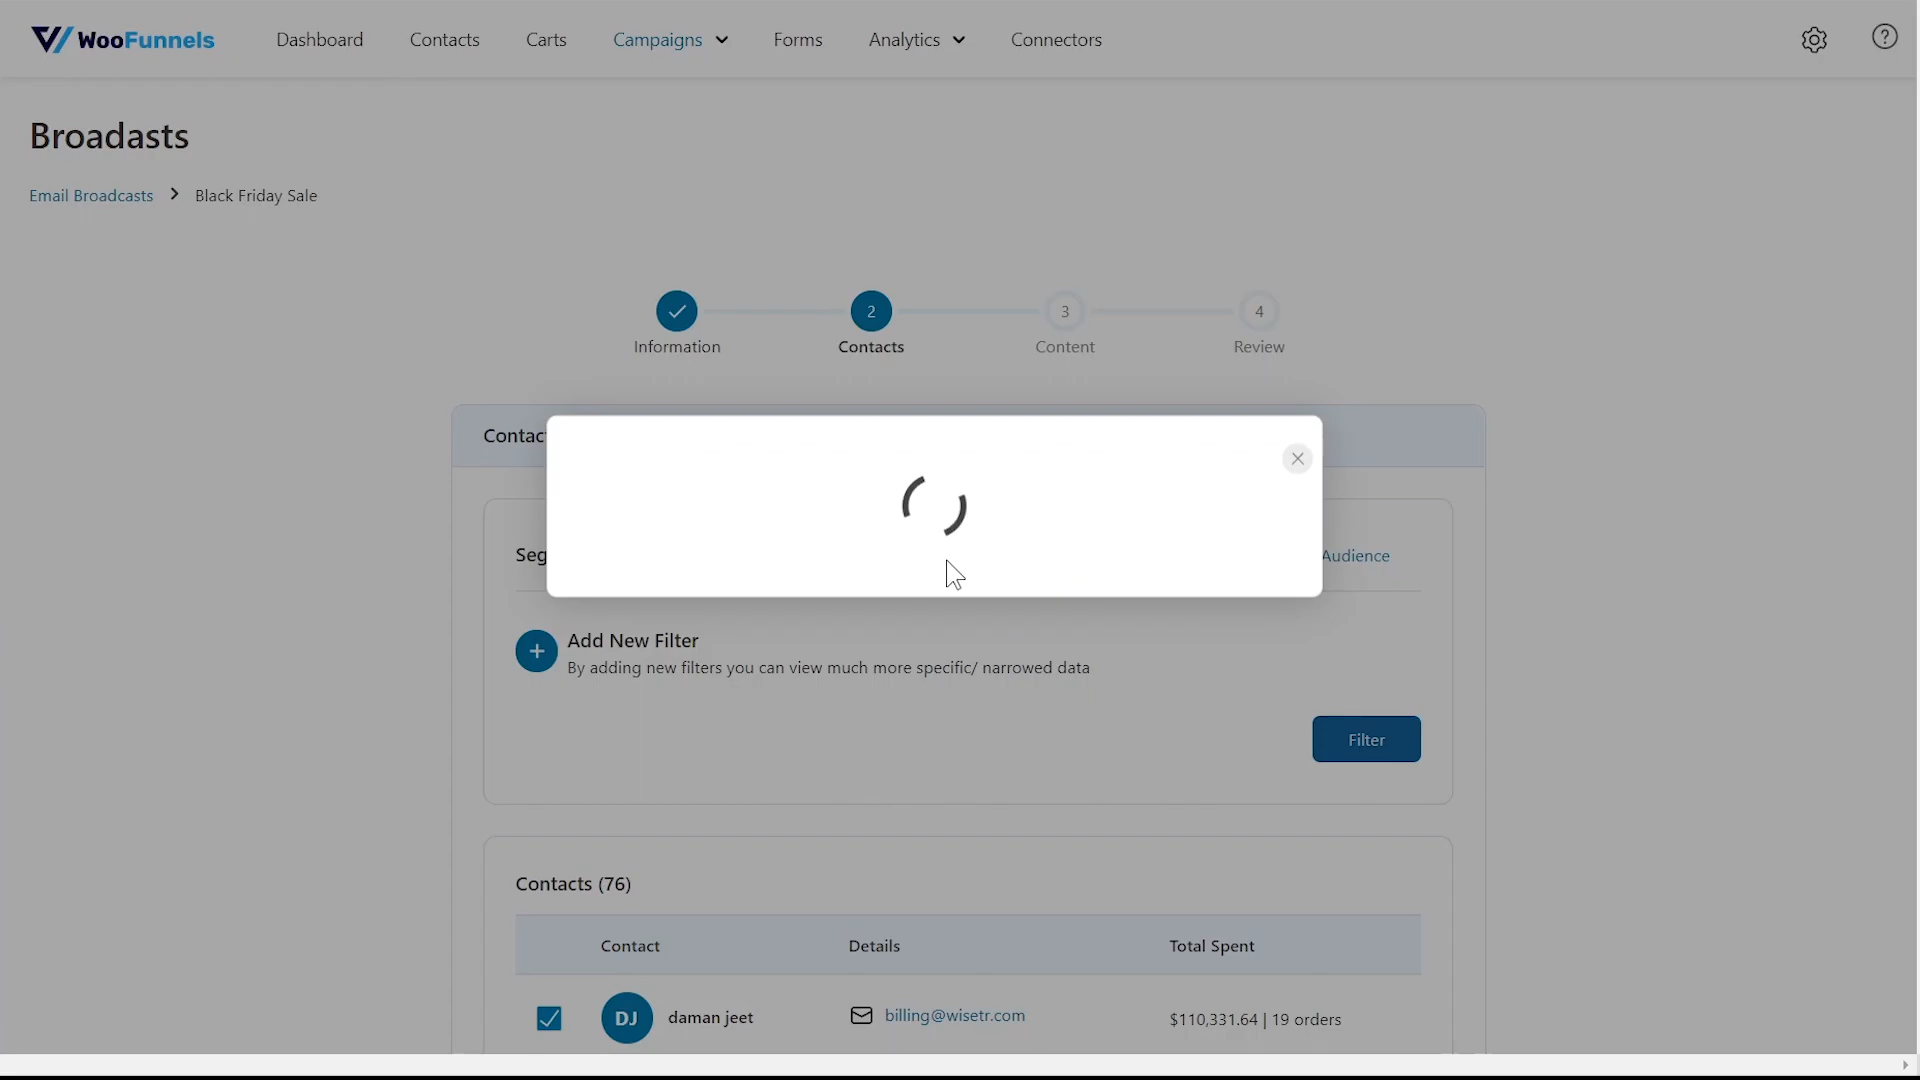 WooFunnels Dashboard Contacts Carts Campaigns Forms Analytics Connectors
Broadasts
Email Broadcasts Black Friday Sale
2 3 4
Information Contacts Content Review
Contac
Seg Audience
Add New Filter
By adding new filters you can view much more specific/ narrowed data
Filter
Contacts (76)
Contact Details Total Spent
DJ daman jeet billing@wisetr.com $110,331.64 | 19 orders